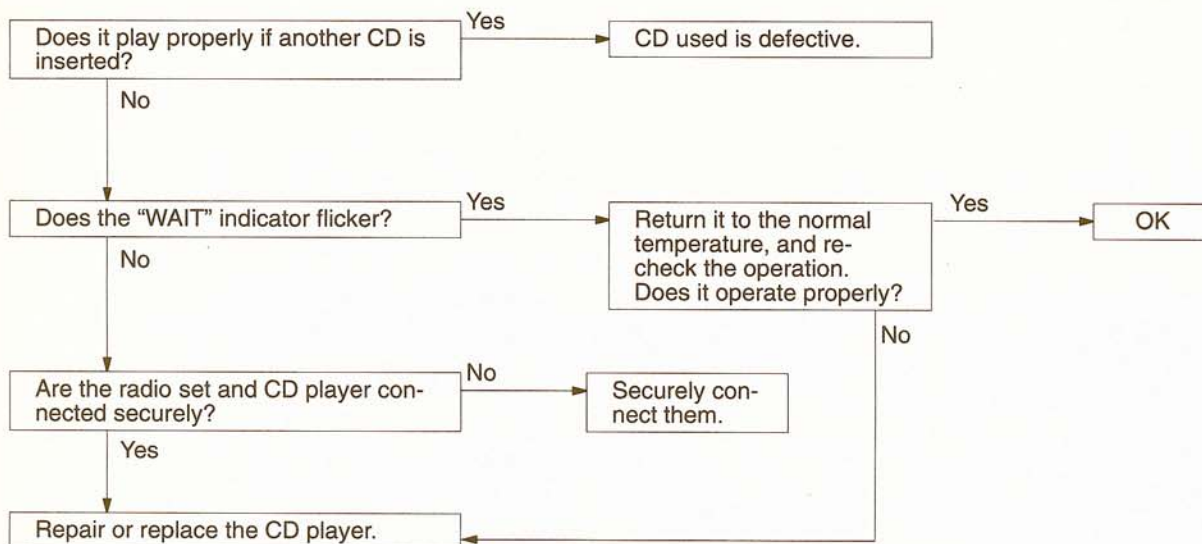 Does it play properly if another CD is
inserted?
Yes
CD used is defective.
No
Does the “WAIT” indicator flicker?
Yes
Return it to the normal
temperature, and re-
check the operation.
Does it operate properly?
Yes
OK
No
No
Are the radio set and CD player con-
nected securely?
No
Securely con-
nect them.
Yes
Repair or replace the CD player.